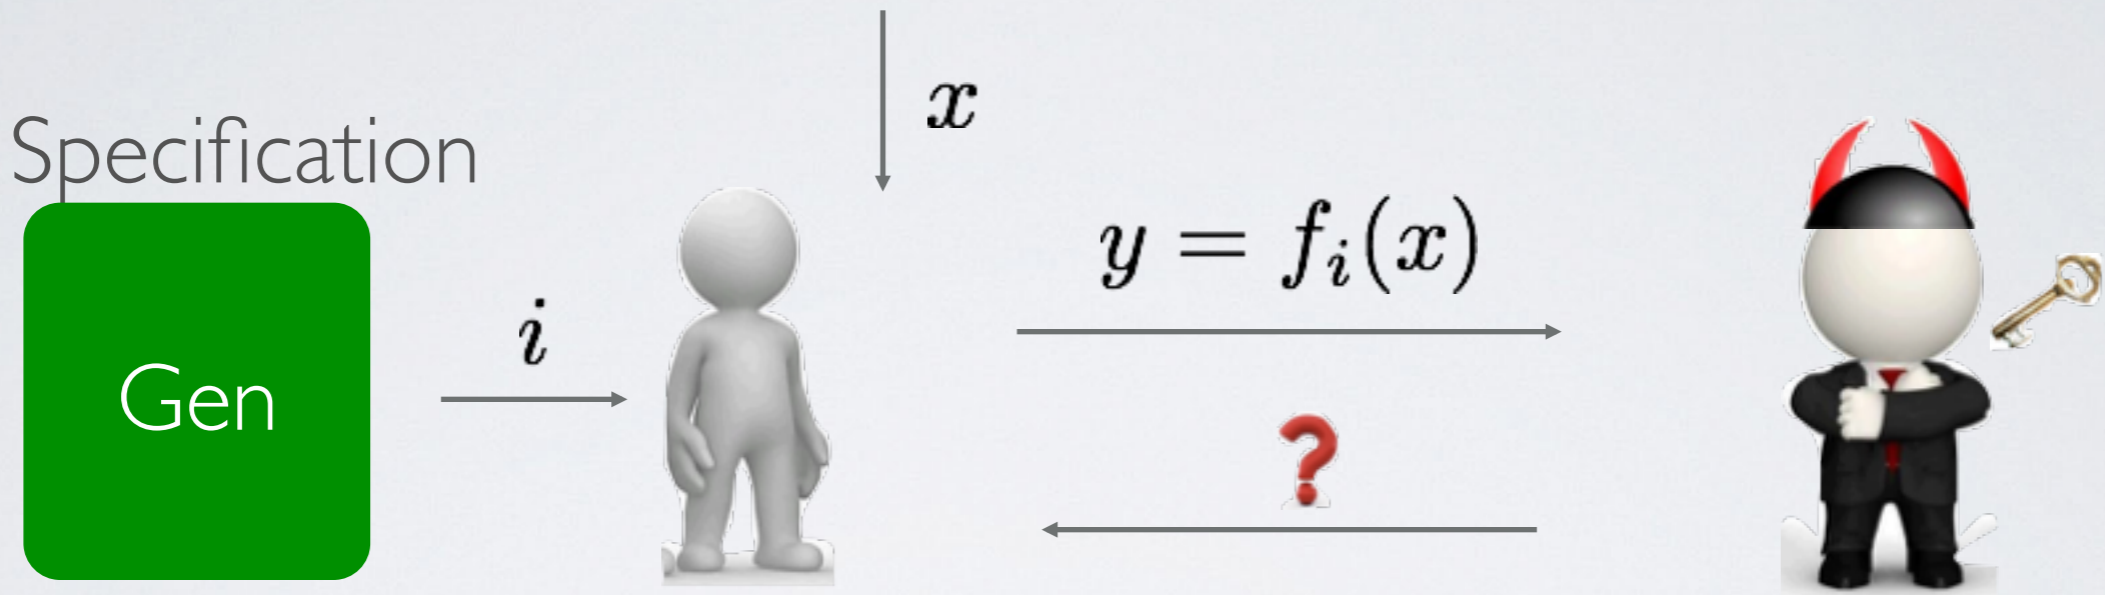 x
Specification
y = f_i(x)
i
Gen
?